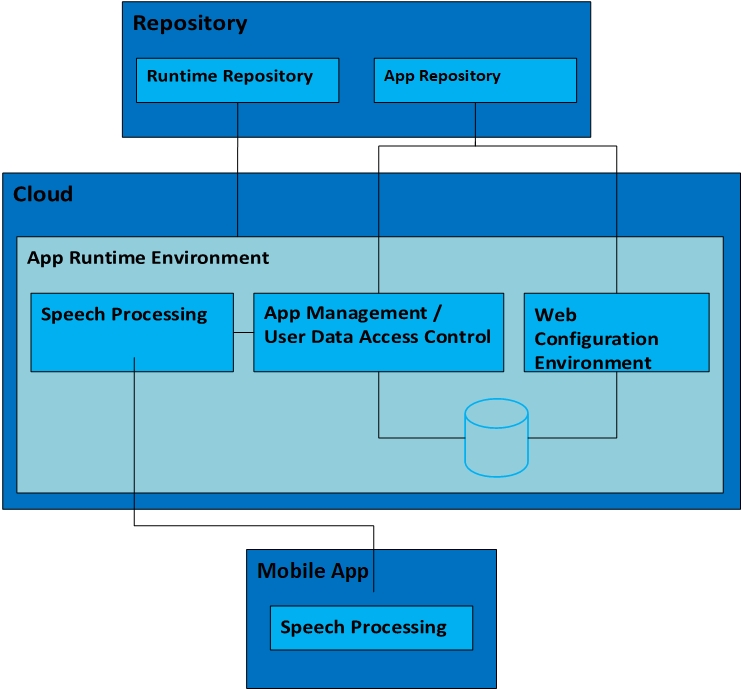 Repository
Runtime Repository
App Repository
Cloud
App Runtime Environment
Speech Processing
App Management /
User Data Access Control
Web
Configuration
Environment
Mobile App
Speech Processing